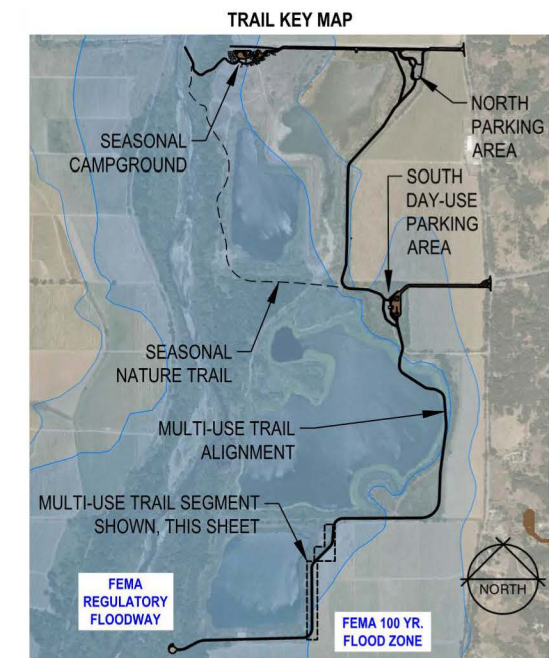 TRAIL KEY MAP
SEASONAL
CAMPGROUND
NORTH
PARKING
AREA
SOUTH
DAY-USE
PARKING
AREA
SEASONAL
NATURE TRAIL
MULTI-USE TRAIL
ALIGNMENT
MULTI-USE TRAIL SEGMENT
SHOWN, THIS SHEET
FEMA
REGULATORY
FLOODWAY
FEMA 100 YR.
FLOOD ZONE
NORTH